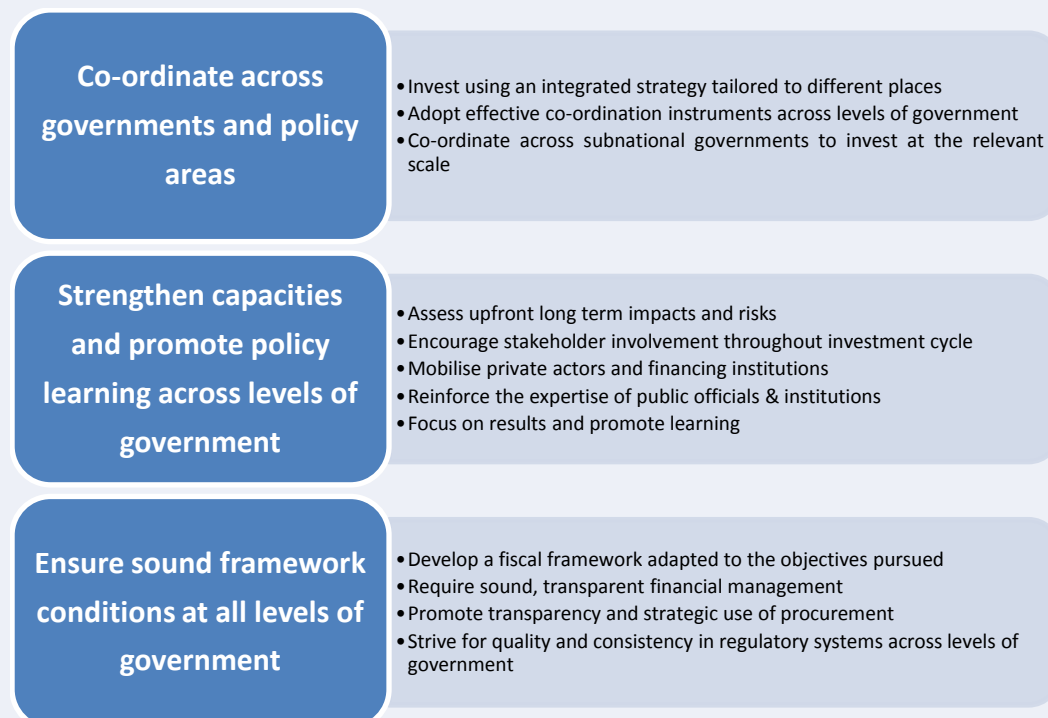 Co-ordinate across
governments and policy
areas
•Invest using an integrated strategy tailored to different places
•Adopt effective co-ordination instruments across levels of government
•Co-ordinate across subnational governments to invest at the relevant
scale
Strengthen capacities
and promote policy
learning across levels of
government
•Assess upfront long term impacts and risks
•Encourage stakeholder involvement throughout investment cycle
•Mobilise private actors and financing institutions
•Reinforce the expertise of public officials & institutions
•Focus on results and promote learning
Ensure sound framework
conditions at all levels of
government
•Develop a fiscal framework adapted to the objectives pursued
•Require sound, transparent financial management
•Promote transparency and strategic use of procurement
•Strive for quality and consistency in regulatory systems across levels of
government